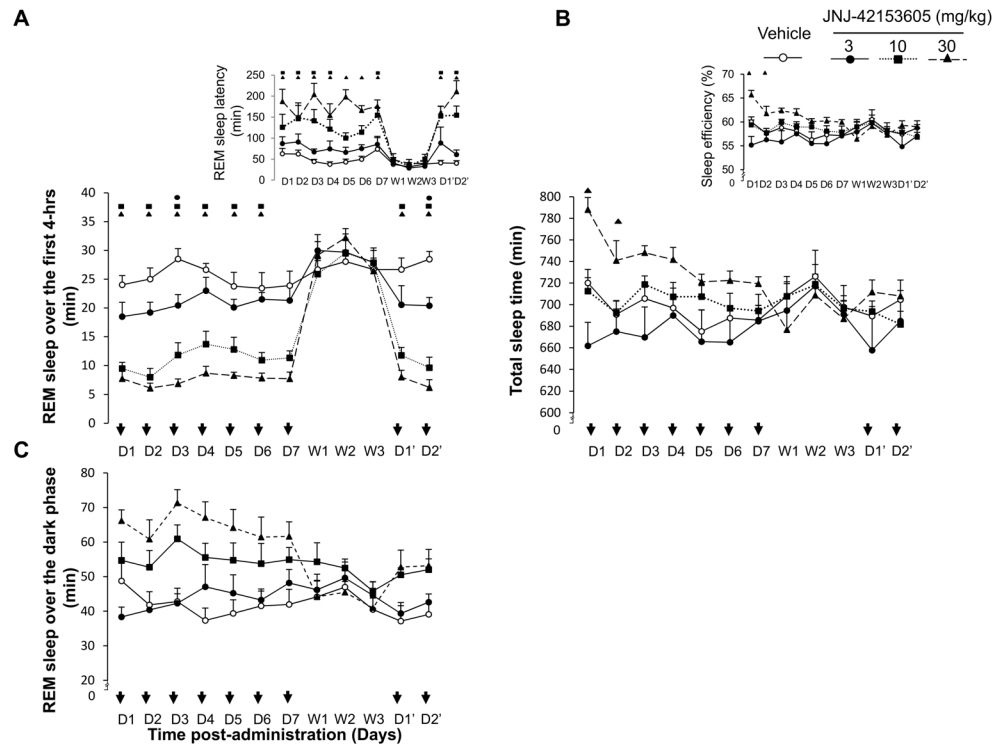 A
REM sleep latency
(min)
250
200
150
100
50
0
D1 D2 D3 D4 D5 D6 D7 W1 W2 W3 D1' D2'
REM sleep over the first 4-hrs
(min)
40
35
30
25
20
15
10
5
0
D1 D2 D3 D4 D5 D6 D7 W1 W2 W3 D1' D2'
B
JNJ-42153605 (mg/kg)
Vehicle
3 10 30
Sleep efficiency (%)
70
65
60
55
50
0
D1 D2 D3 D4 D5 D6 D7 W1 W2 W3 D1' D2'
Total sleep time (min)
800
780
740
720
700
680
660
640
620
600
0
D1 D2 D3 D4 D5 D6 D7 W1 W2 W3 D1' D2'
C
REM sleep over the dark phase
(min)
80
70
60
50
40
30
20
0
D1 D2 D3 D4 D5 D6 D7 W1 W2 W3 D1' D2'
Time post-administration (Days)